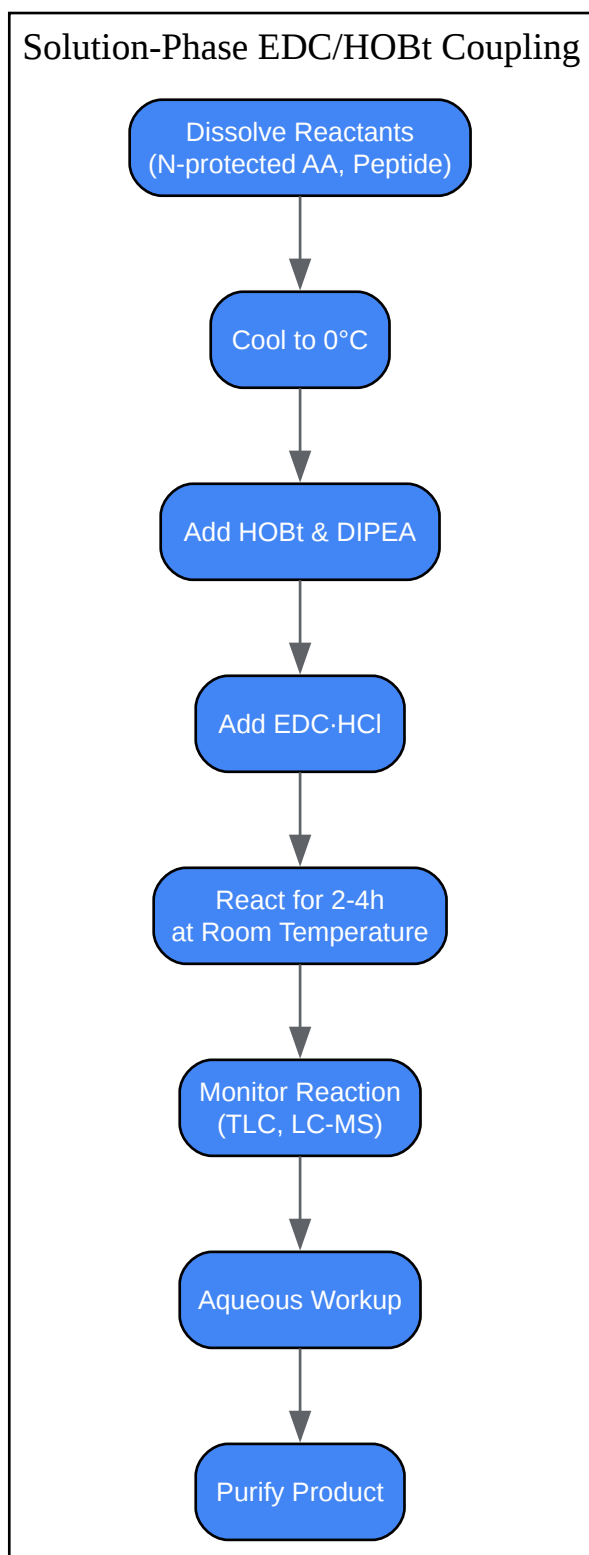 Solution-Phase EDC/HOBt Coupling
Dissolve Reactants
(N-protected AA, Peptide)
Cool to 0°C
Add HOBt & DIPEA
Add EDC·HCl
React for 2-4h
at Room Temperature
Monitor Reaction
(TLC, LC-MS)
Aqueous Workup
Purify Product